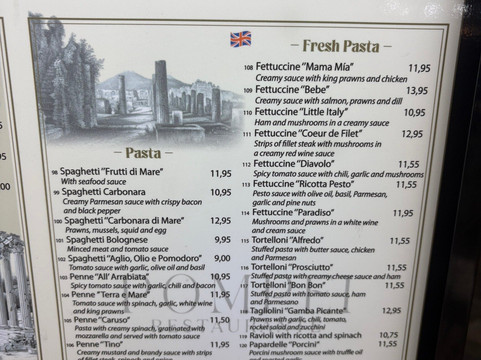 – Pasta –
98 Spaghetti "Frutti di Mare" 11,95
With seafood sauce
99 Spaghetti Carbonara 10,95
Creamy Parmesan sauce with crispy bacon
and black pepper
100 Spaghetti "Carbonara di Mare" 12,95
Prawns, mussels, squid and egg
101 Spaghetti Bolognese 9,95
Minced meat and tomato sauce
102 Spaghetti "Aglio, Olio e Pomodoro" 9,00
Tomato sauce with garlic, olive oil and basil
103 Penne "All' Arrabiata" 10,95
Spicy tomato sauce with garlic, chili and bacon
104 Penne "Terra e Mare" 11,95
Tomato sauce with spinach, garlic, white wine
and king prawns
105 Penne "Caruso" 11,50
Pasta with creamy spinach, gratinated with
mozzarella and served with tomato sauce
106 Penne "Tino" 11,95
Creamy mustard and brandy sauce with strips
– Fresh Pasta –
108 Fettuccine "Mama Mía" 11,95
Creamy sauce with king prawns and chicken
109 Fettuccine "Bebe" 13,95
Creamy sauce with salmon, prawns and dill
110 Fettuccine "Little Italy" 10,95
Ham and mushrooms in a creamy sauce
111 Fettuccine "Coeur de Filet" 12,95
Strips of fillet steak with mushrooms in
a creamy red wine sauce
112 Fettuccine "Diavolo" 11,55
Spicy tomato sauce with chili, garlic and mushrooms
113 Fettuccine "Ricotta Pesto" 11,55
Pesto sauce with olive oil, basil, Parmesan,
garlic and pine nuts
114 Fettuccine "Paradiso" 11,95
Mushrooms and prawns in a white wine
and cream sauce
115 Tortelloni "Alfredo" 11,55
Stuffed pasta with butter sauce, chicken
and Parmesan
116 Tortelloni "Prosciutto" 11,55
Stuffed pasta with creamy cheese sauce and ham
117 Tortelloni "Bon Bon" 11,55
Stuffed pasta with tomato sauce, ham
and Parmesan
118 Tagliolini "Gamba Picante" 12,95
Prawns with garlic, chili, tomato,
rocket salad and zucchini
119 Ravioli with ricotta and spinach 10,75
Papardelle "Porcini" 11,55
Porcini mushroom sauce with truffle oil